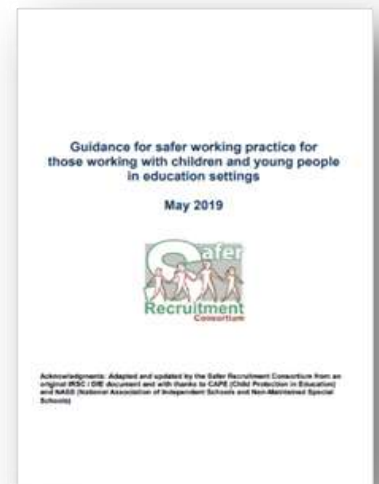 Guidance for safer working practice for
those working with children and young people
in education settings
May 2019
Safer
Recruitment
Consortium
Acknowledgments: Adapted and updated by the Safer Recruitment Consortium from an
original IRSC / DfE document and with thanks to CAPE (Child Protection in Education)
and NASS (National Association of Independent Schools and Non-Maintained Special
Schools)